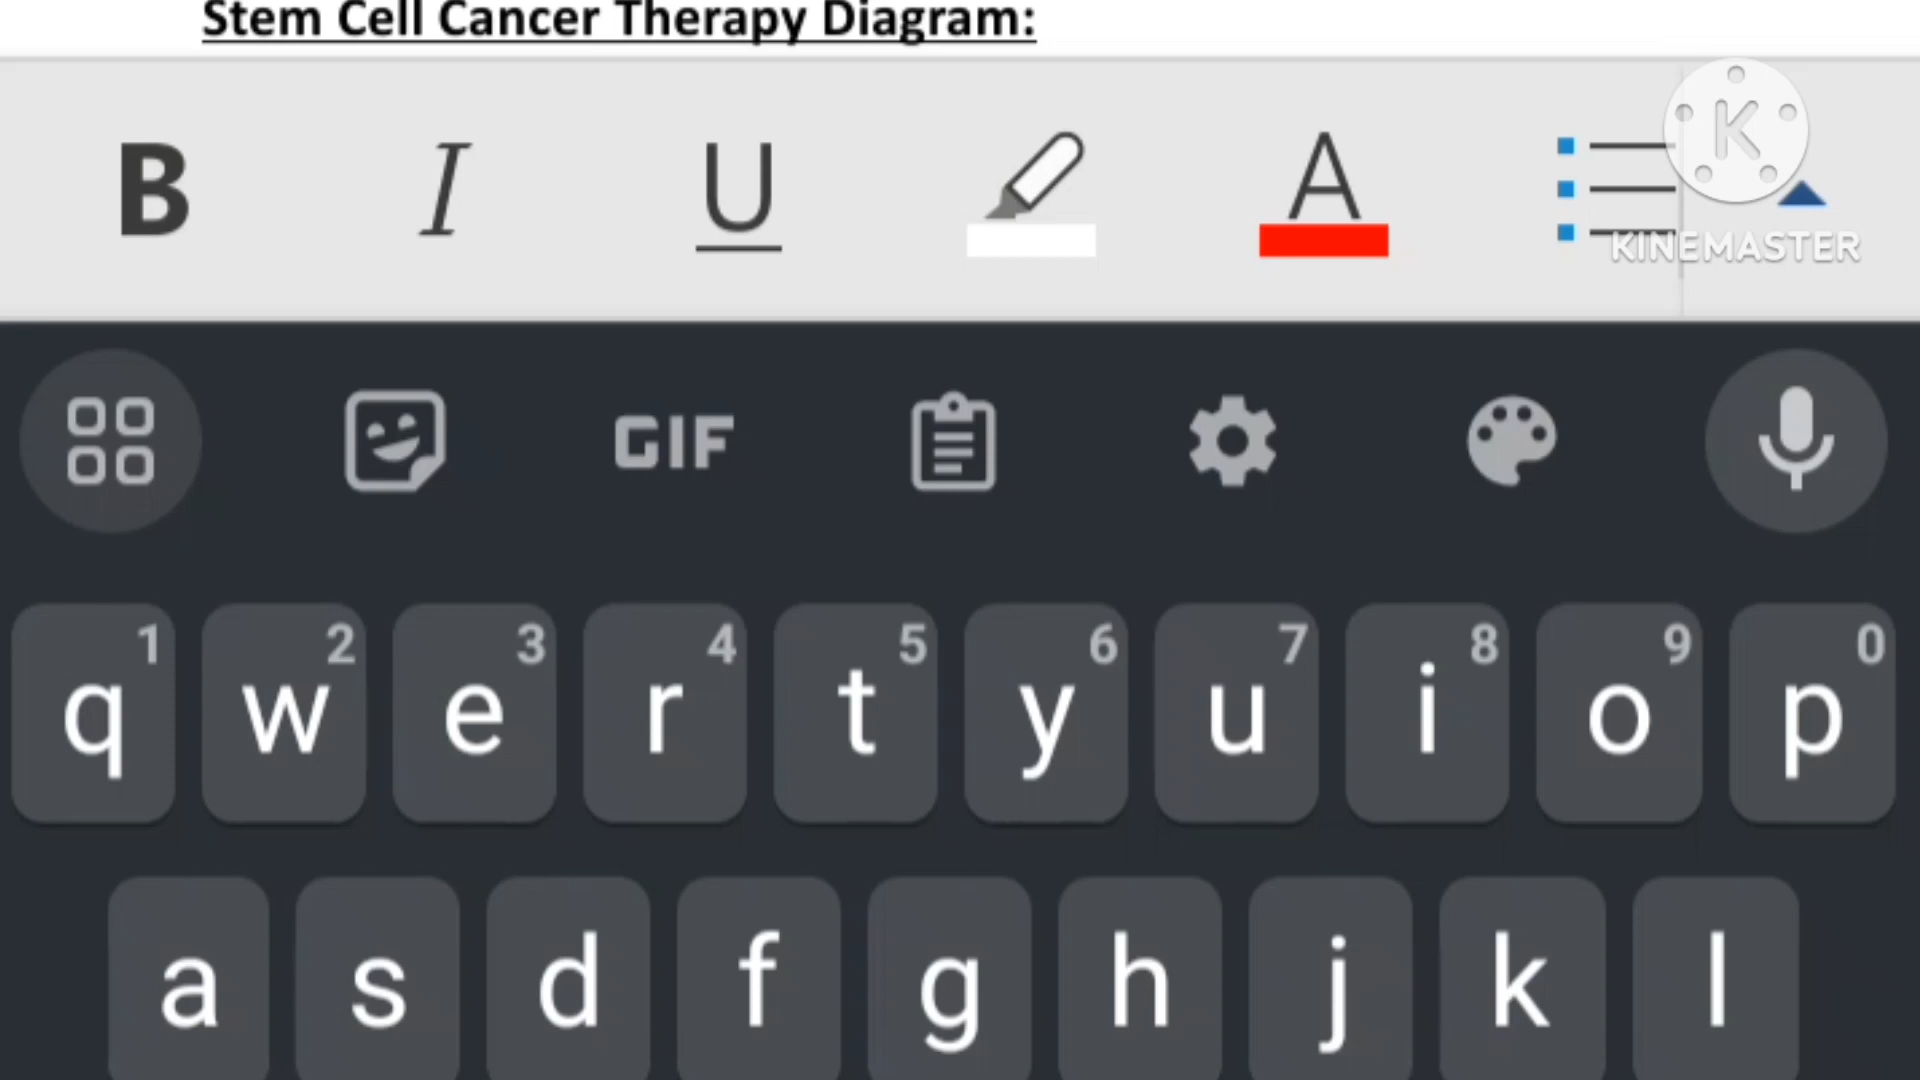 Stem Cell Cancer Therapy Diagram:
B I U A
K
KINEMASTER
GIF
1 2 3 4 5 6 7 8 9 0
q w e r t y u i o p
a s d f g h j k l